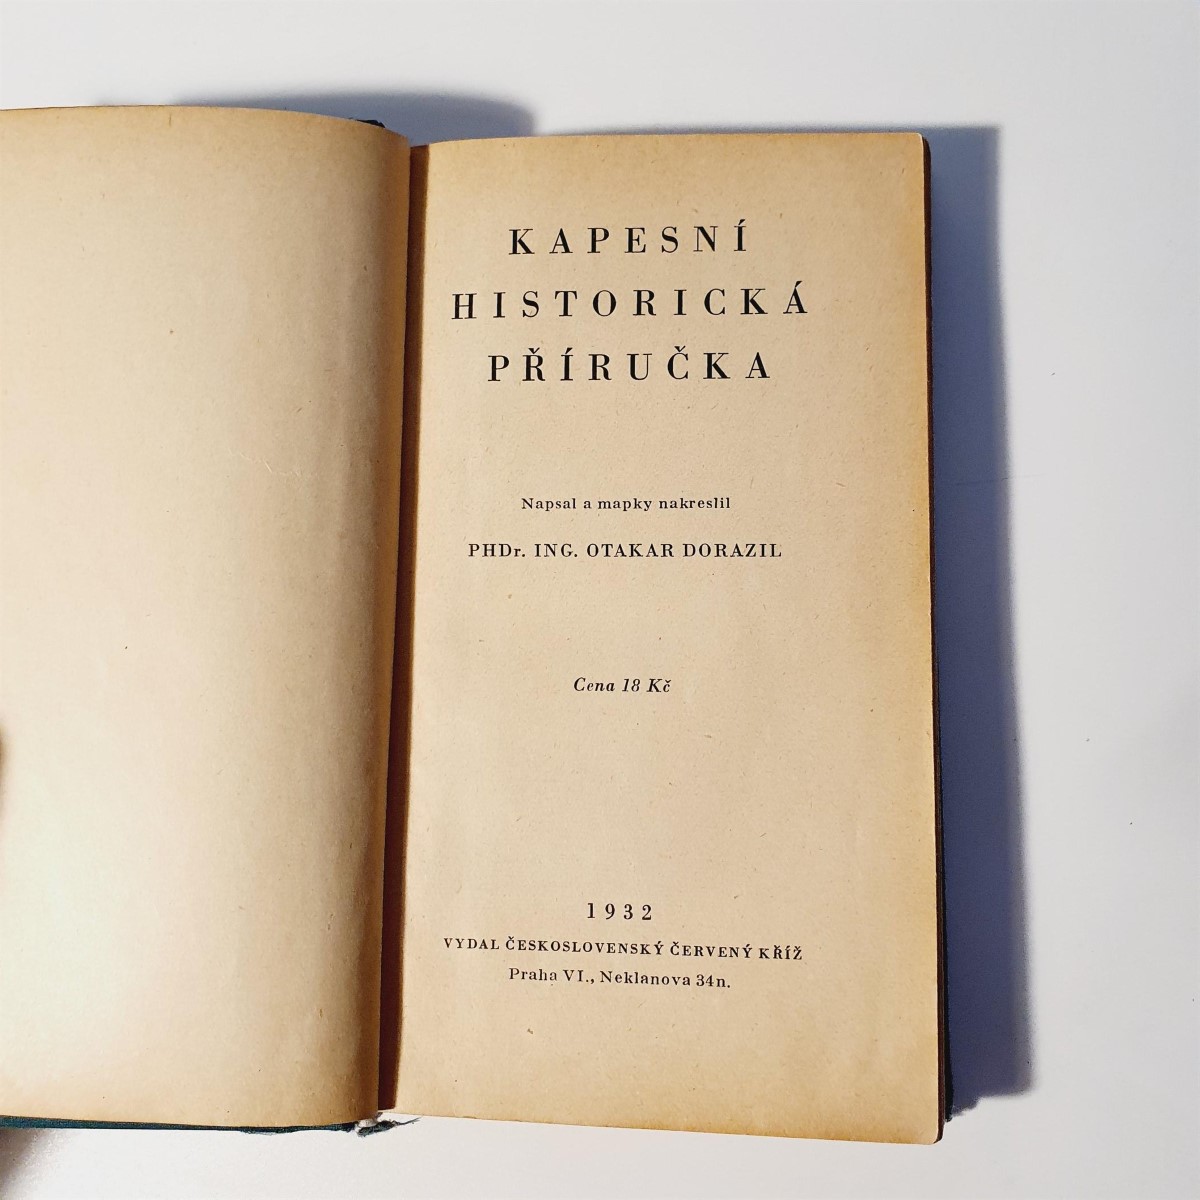 KAPESNÍ
HISTORICKÁ
PŘÍRUČKA
Napsal a mapky nakreslil
PHDr. ING. OTAKAR DORAZIL
Cena 18 Kč
1932
VYDAL ČESKOSLOVENSKÝ ČERVENÝ KŘÍŽ
Praha VI., Neklanova 34n.